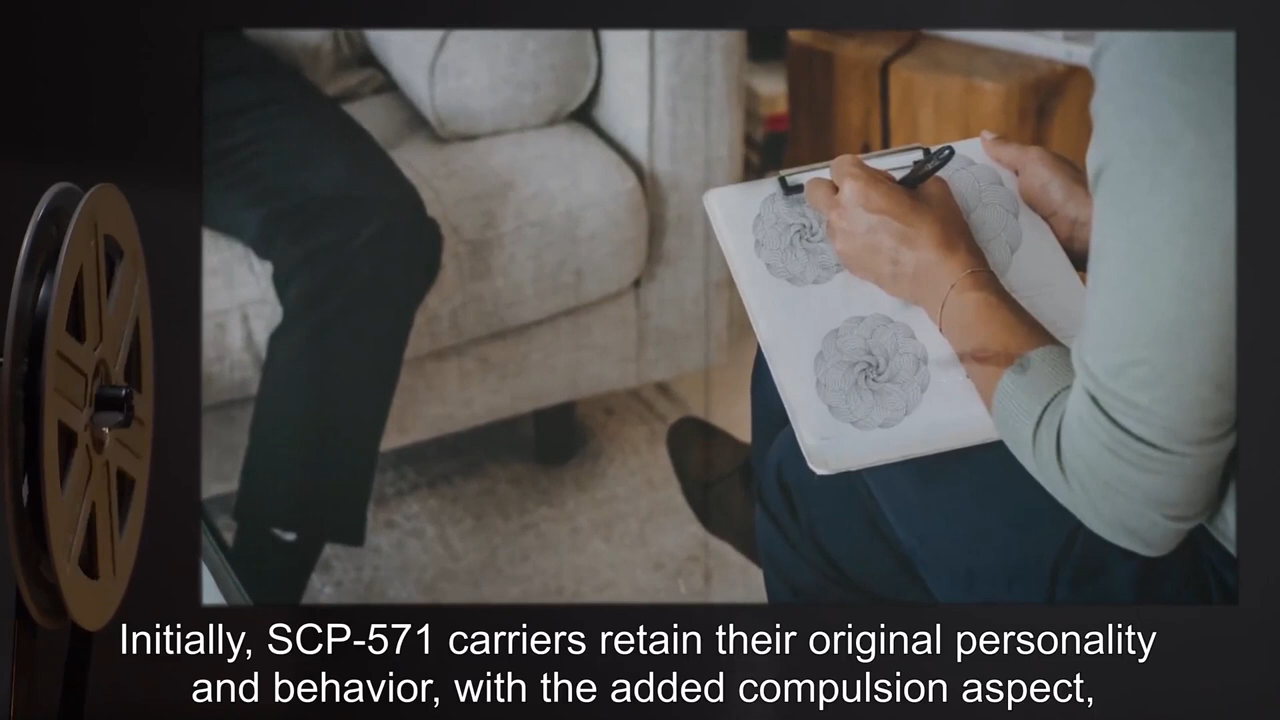 Initially, SCP-571 carriers retain their original personality
and behavior, with the added compulsion aspect,